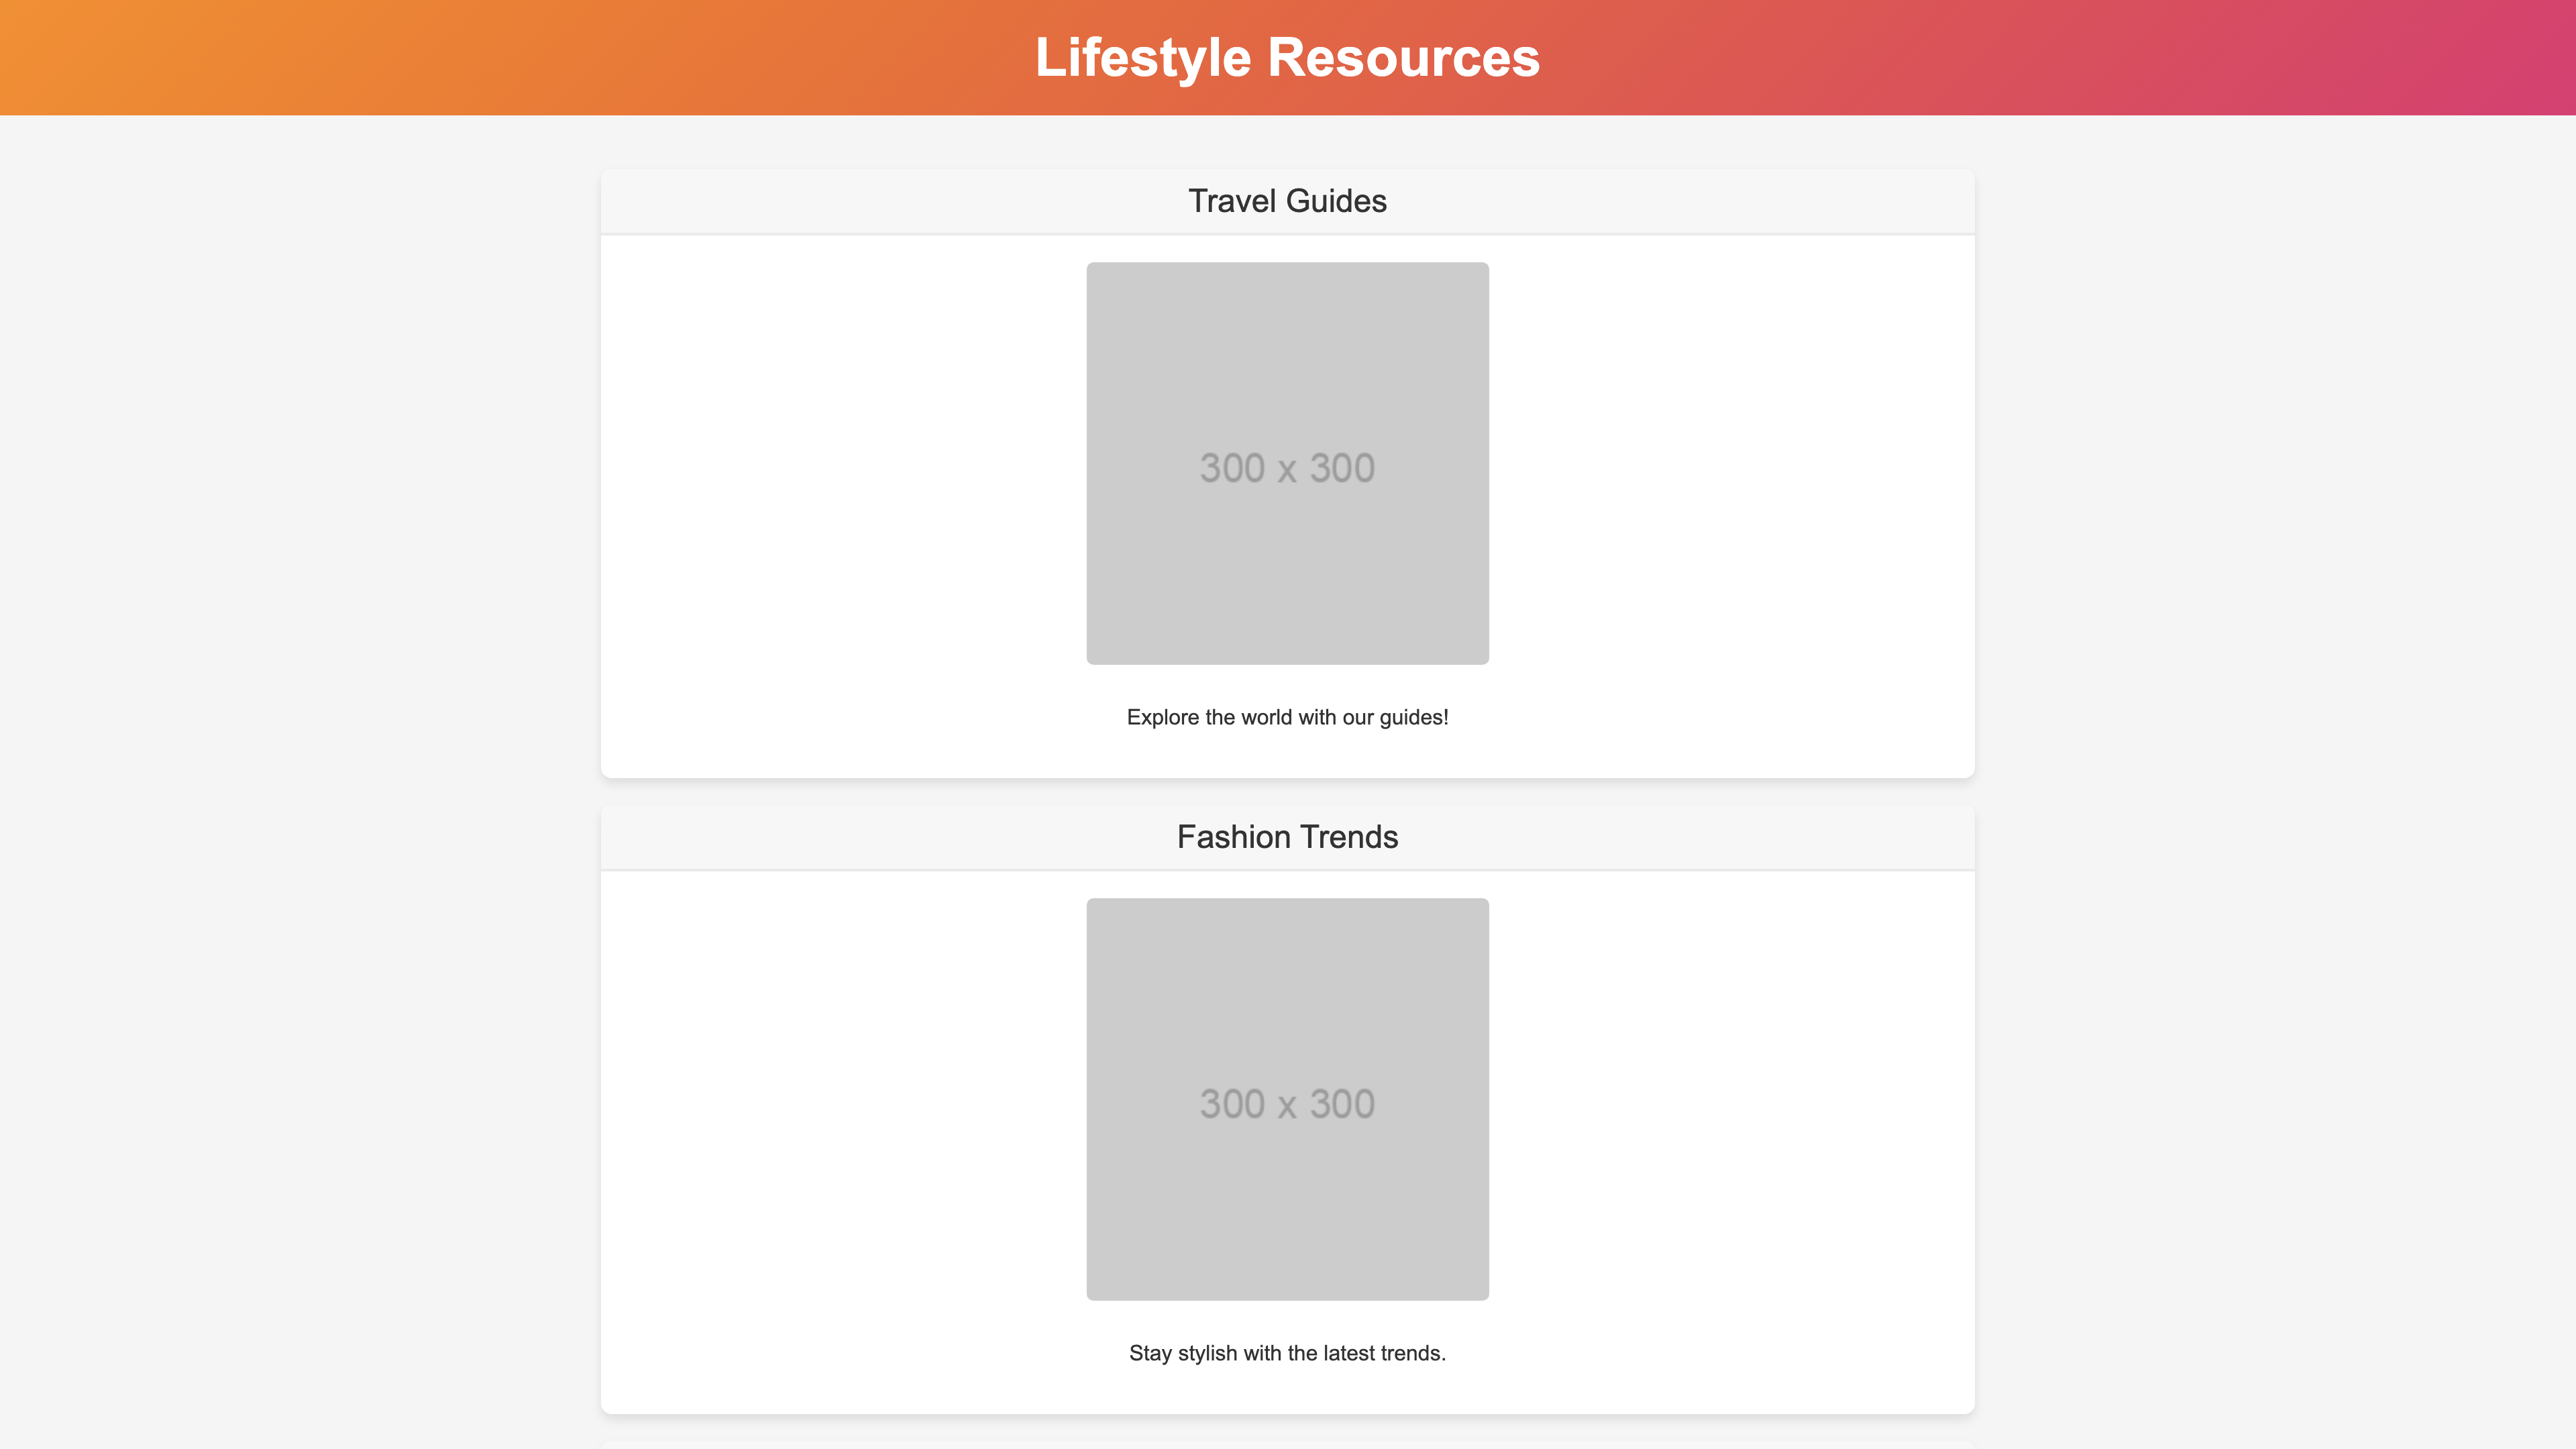 Lifestyle Resources
Travel Guides
300 x 300
Explore the world with our guides!
Fashion Trends
300 x 300
Stay stylish with the latest trends.